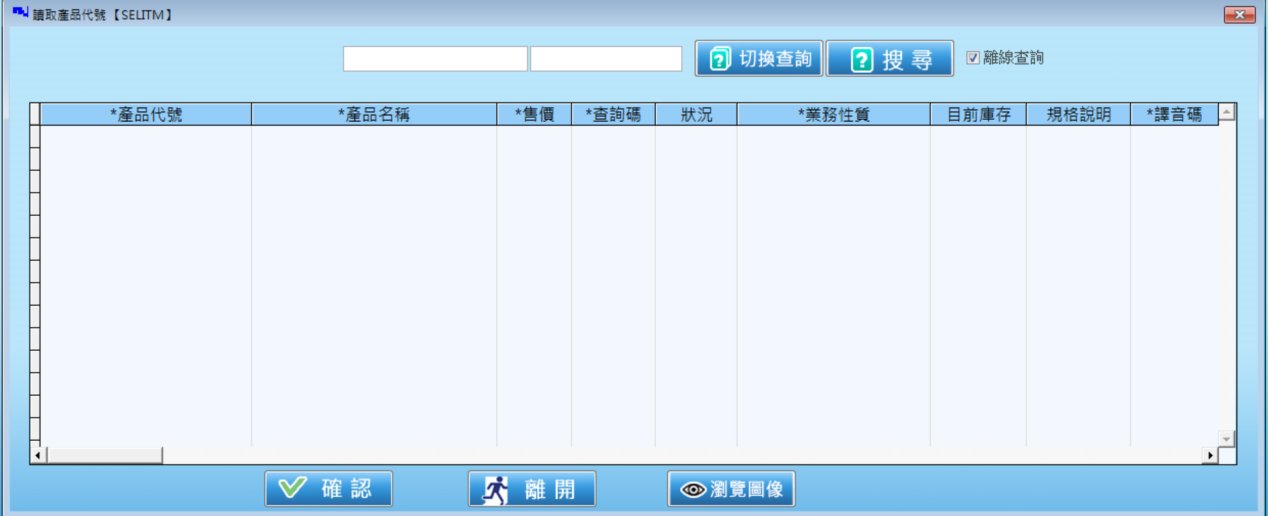 讀取產品代號【SELITM】
切換查詢 搜 尋 離線查詢
*產品代號 *產品名稱 *售價 *查詢碼 狀況 *業務性質 目前庫存 規格說明 *譯音碼
確 認 離 開 瀏覽圖像